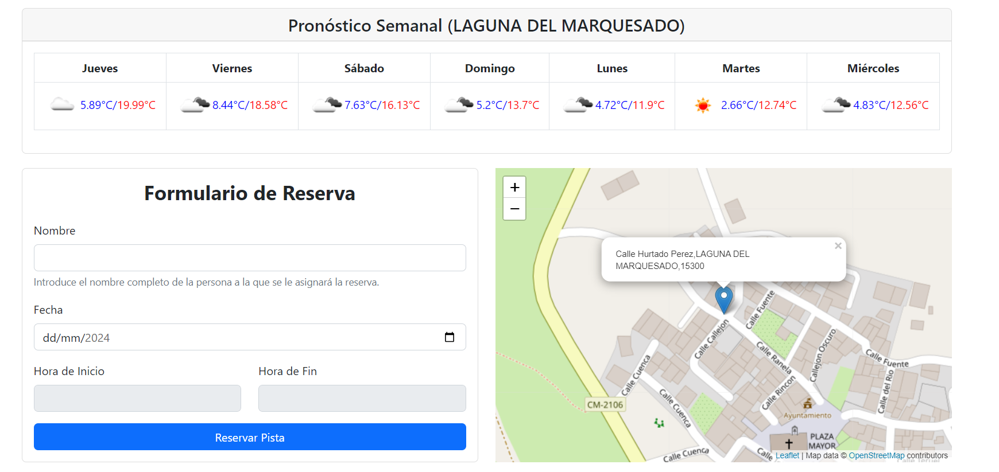 Pronóstico Semanal (LAGUNA DEL MARQUESADO)
Jueves Viernes Sábado Domingo Lunes Martes Miércoles
5.89°C/19.99°C 8.44°C/18.58°C 7.63°C/16.13°C 5.2°C/13.7°C 4.72°C/11.9°C 2.66°C/12.74°C 4.83°C/12.56°C
Formulario de Reserva
Nombre
Introduce el nombre completo de la persona a la que se le asignará la reserva.
Fecha
dd/mm/2024
Hora de Inicio Hora de Fin
Reservar Pista
+
−
×
Calle Hurtado Perez,LAGUNA DEL
MARQUESADO,15300
Calle Fuente
Calle Callejon
Calle Ranela
Callejon Oscuro
Calle Fuente
Calle Cuenca
Calle Rincon
Calle del Rio
CM-2106
Calle Cuenca
Ayuntamiento
PLAZA
MAYOR
Calle Cuenca
Calle
Leaflet | Map data © OpenStreetMap contributors
Calle Teruel